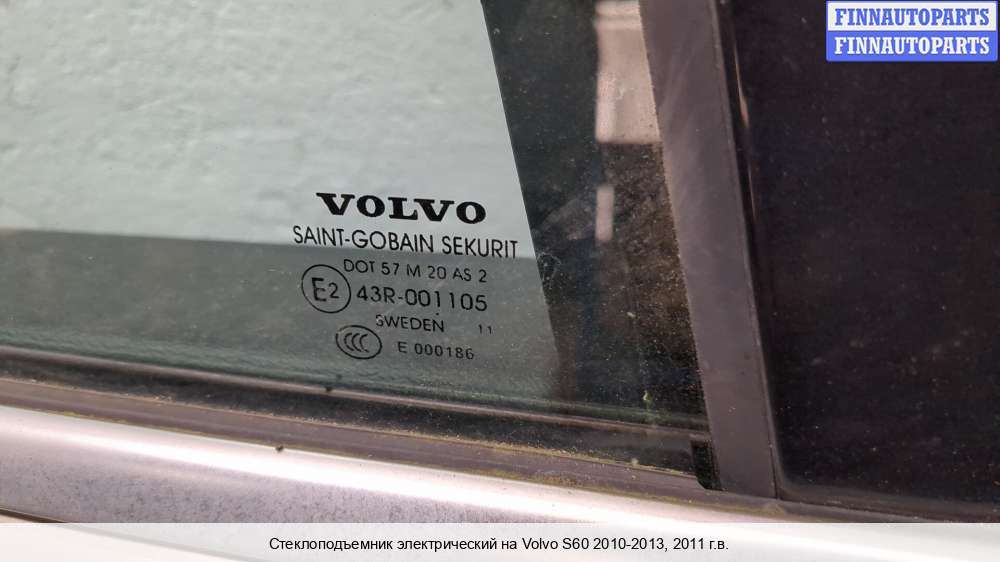 FINNAUTOPARTS
FINNAUTOPARTS
VOLVO
SAINT-GOBAIN SEKURIT
DOT 57 M 20 AS 2
E2 43R-001105
SWEDEN 11
CCC E 000186
Стеклоподъемник электрический на Volvo S60 2010-2013, 2011 г.в.